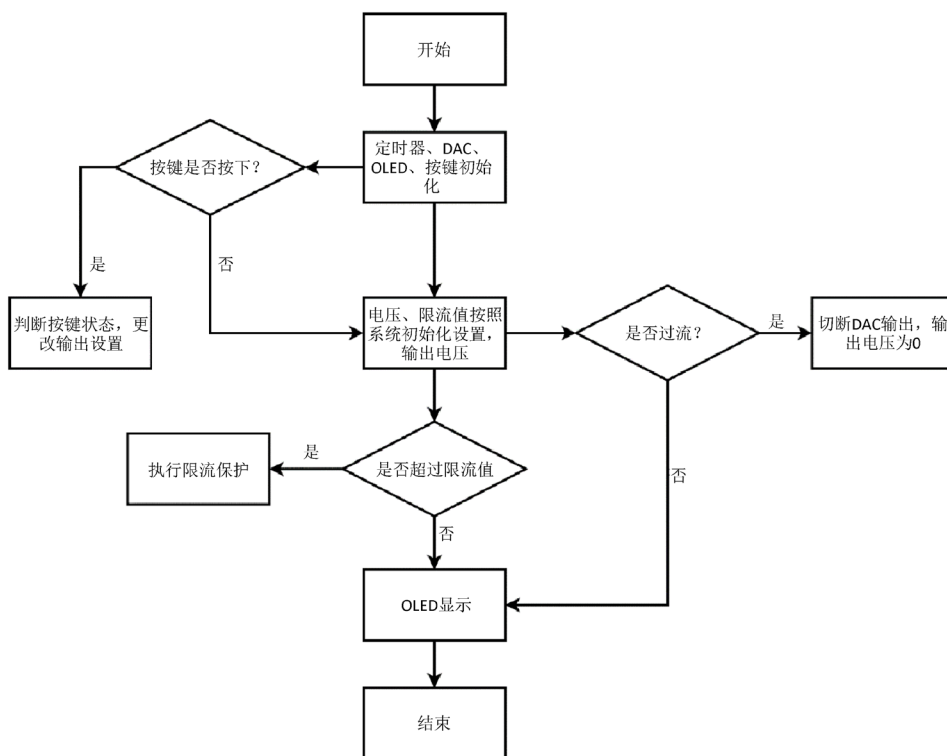 开始
定时器、DAC、
OLED、按键初始
化
按键是否按下?
是
否
判断按键状态，更
改输出设置
电压、限流值按照
系统初始化设置，
输出电压
是否过流?
是
切断DAC输出，输
出电压为0
否
是否超过限流值
是
执行限流保护
否
OLED显示
结束